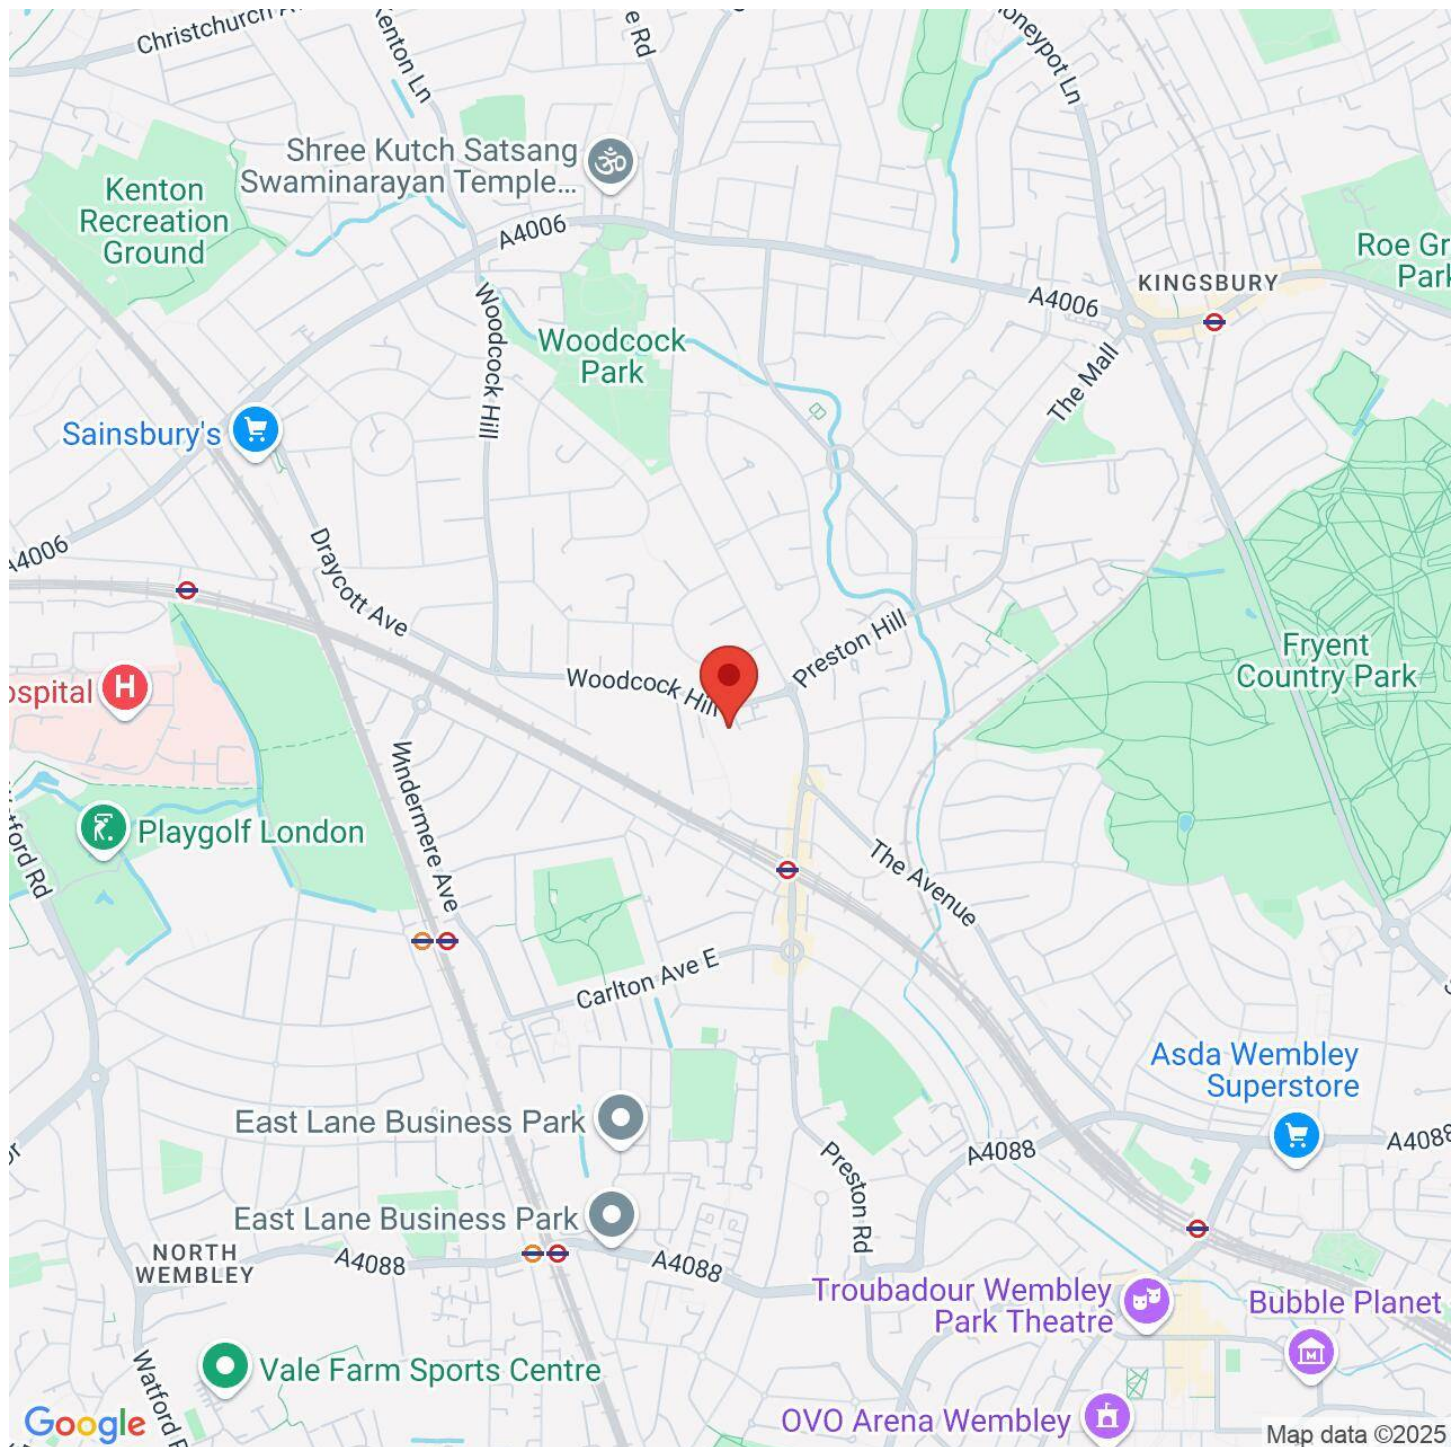 Christchurch Av
Kenton Ln
e Rd
oneypot Ln
Shree Kutch Satsang
Swaminarayan Temple...
Kenton
Recreation
Ground
A4006
Roe Gr
Park
KINGSBURY
A4006
Woodcock Hill
Woodcock
Park
The Mall
Sainsbury's
A4006
Draycott Ave
Preston Hill
Fryent
Country Park
Woodcock Hill
ospital
H
Windermere Ave
Playgolf London
tford Rd
The Avenue
Carlton Ave E
Asda Wembley
Superstore
East Lane Business Park
A4088
A4088
Preston Rd
East Lane Business Park
NORTH
WEMBLEY
A4088
A4088
Troubadour Wembley
Park Theatre
Bubble Planet
M
Watford R
Vale Farm Sports Centre
OVO Arena Wembley
Google
Map data ©2025